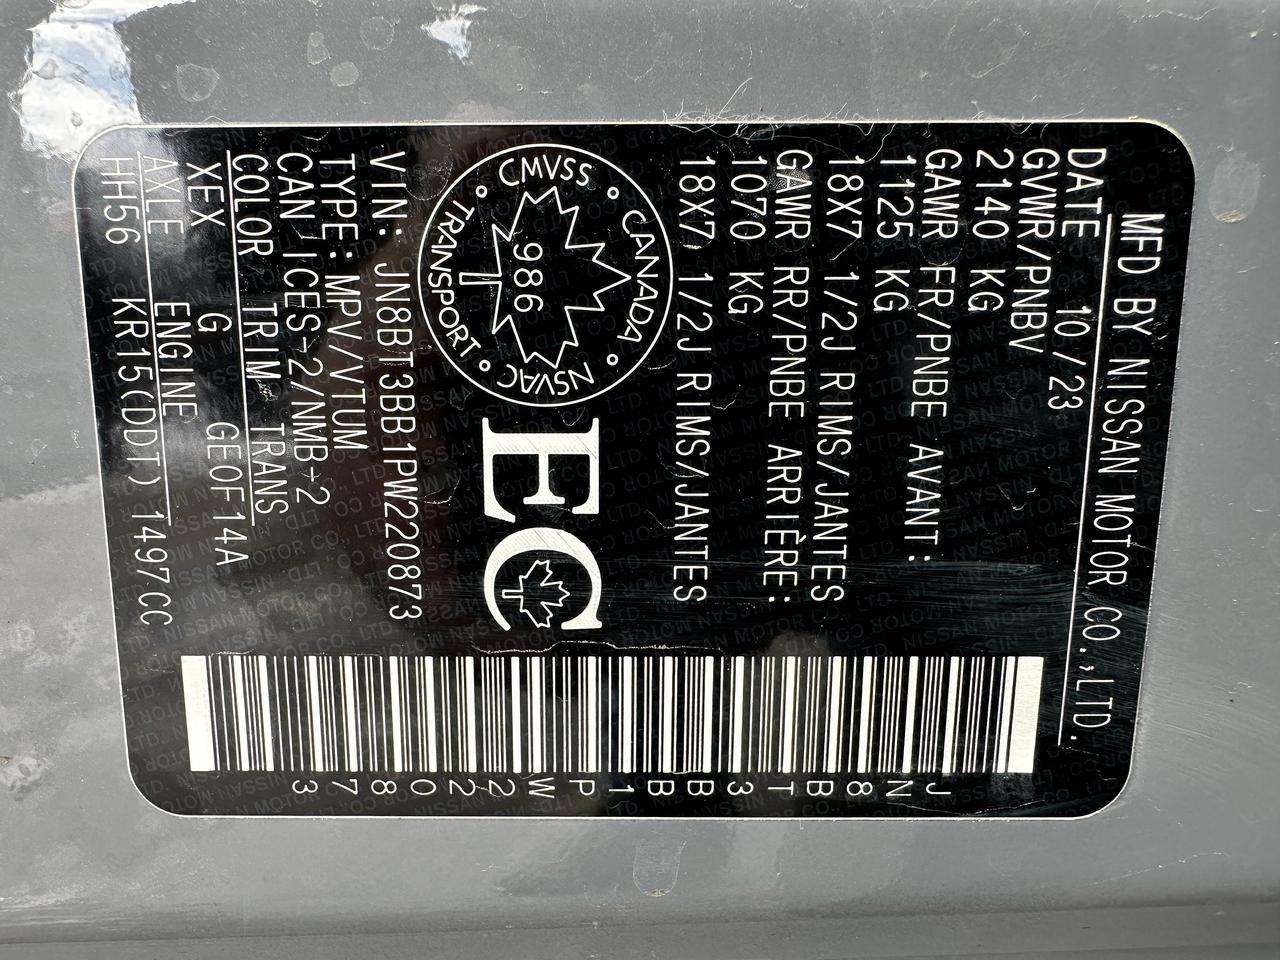 MFD BY NISSAN MOTOR CO.,LTD.
DATE 10/23
GVWR/PNBV
2140 KG
GAWR FR/PNBE AVANT:
1125 KG
18X7 1/2J RIMS/JANTES
GAWR RR/PNBE ARRIÈRE:
1070 KG
18X7 1/2J RIMS/JANTES
CANADA • NSVAC • TRANSPORT • CMVSS •
986
EC
VIN: JN8BT3BB1PW220873
TYPE:MPV/VTUM
CAN ICES-2/NMB-2
COLOR TRIM TRANS
XEX G GE0F14A
AXLE ENGINE
HH56 KR15(DDT) 1497CC
JN8BT3BB1PW220873